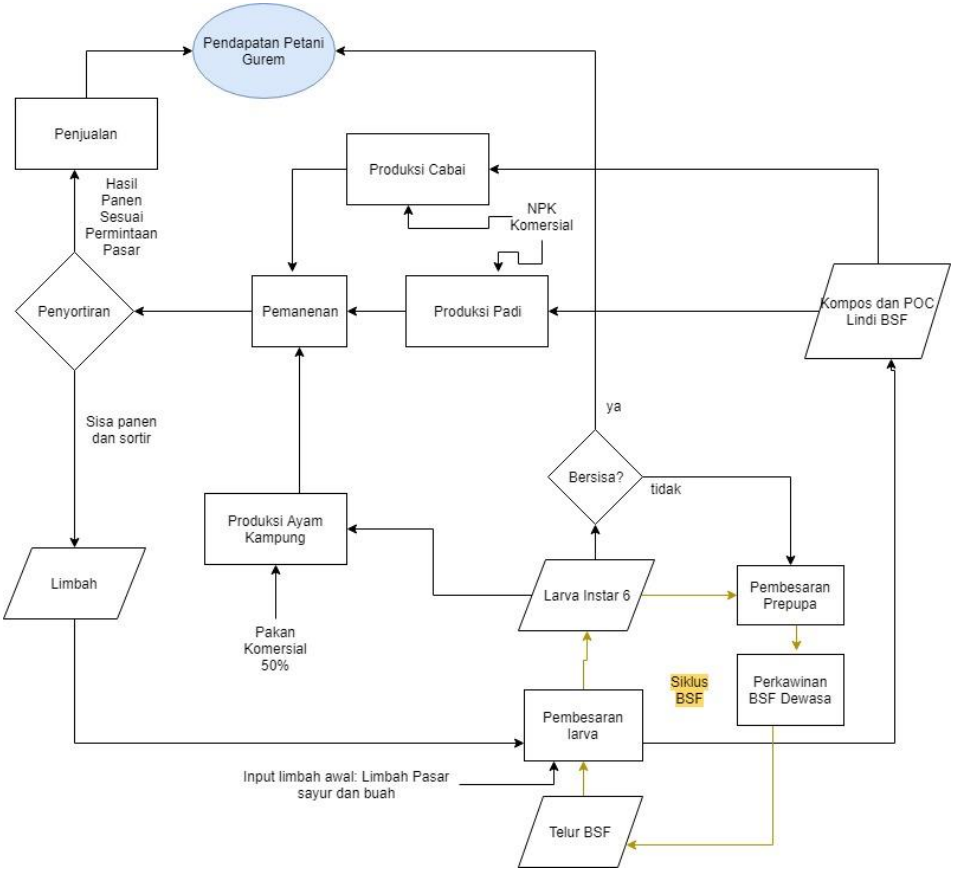 Pendapatan Petani
Gurem
Penjualan
Produksi Cabai
Hasil
Panen
Sesuai
Permintaan
Pasar
NPK
Komersial
Penyortiran
Pemanenan
Produksi Padi
Kompos dan POC
Lindi BSF
Sisa panen
dan sortir
ya
Bersisa?
tidak
Produksi Ayam
Kampung
Limbah
Larva Instar 6
Pembesaran
Prepupa
Pakan
Komersial
50%
Siklus
BSF
Perkawinan
BSF Dewasa
Pembesaran
larva
Input limbah awal: Limbah Pasar
sayur dan buah
Telur BSF